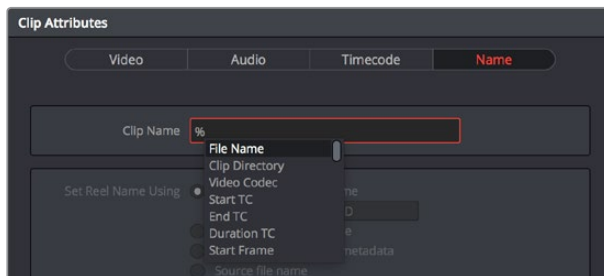 Clip Attributes
Video Audio Timecode Name
Clip Name %
File Name
Clip Directory
Video Codec
Set Reel Name Using
Start TC
End TC
Duration TC
Start Frame
metadata
Source file name